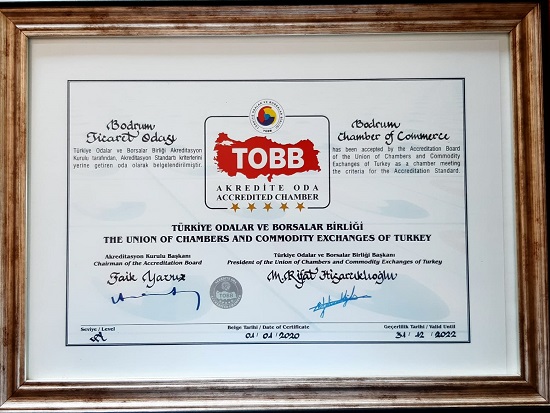 Bodrum
Ticaret Odası
Türkiye Odalar ve Borsalar Birliği Akreditasyon
Kurulu tarafından, Akreditasyon Standartı kriterlerini
yerine getiren oda olarak belgelendirilmiştir.
TOBB
AKREDİTE ODA
ACCREDITED CHAMBER
Bodrum
Chamber of Commerce
has been accepted by the Accreditation Board
of the Union of Chambers and Commodity
Exchanges of Turkey as a chamber meeting
the criteria for the Accreditation Standard.
TÜRKİYE ODALAR VE BORSALAR BİRLİĞİ
THE UNION OF CHAMBERS AND COMMODITY EXCHANGES OF TURKEY
Akreditasyon Kurulu Başkanı
Chairman of the Accreditation Board
Faik Yavuz
Türkiye Odalar ve Borsalar Birliği Başkanı
President of the Union of Chambers and Commodity Exchanges of Turkey
M. Rifat Hisarcıklıoğlu
TOBB
Seviye / Level
Belge Tarihi / Date of Certificate
01/01/2020
Geçerlilik Tarihi / Valid Until
31/12/2022